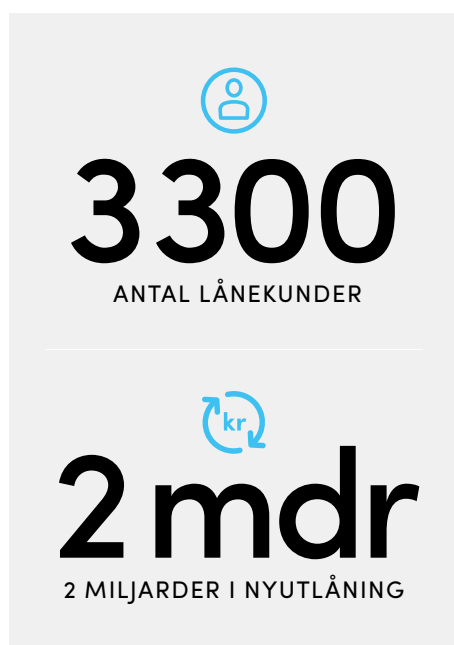 3 300
ANTAL LÅNEKUNDER
kr
2 mdr
2 MILJARDER I NYUTLÅNING